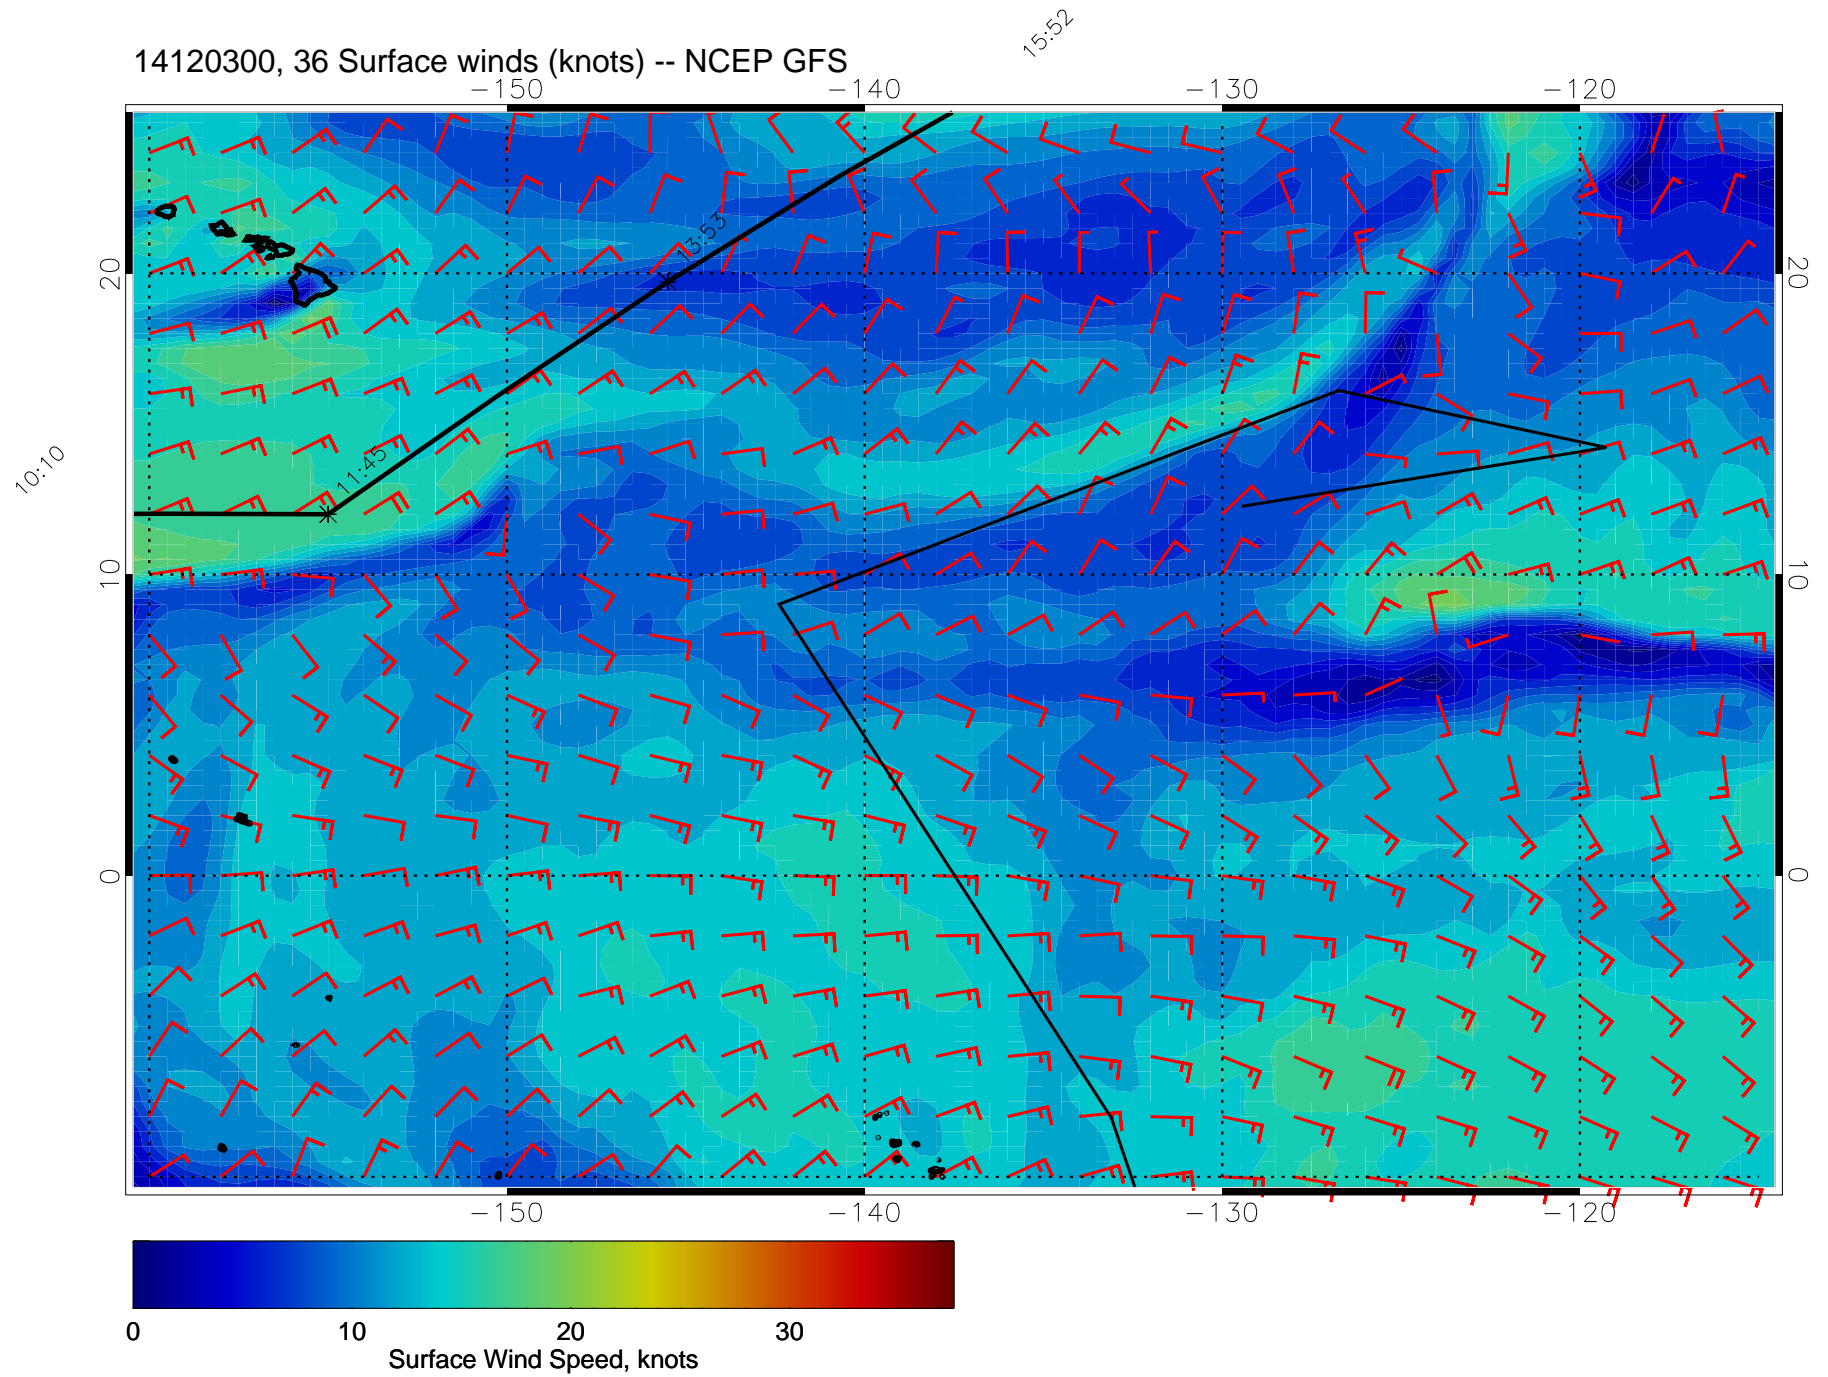 15:52
14120300, 36 Surface winds (knots) -- NCEP GFS
-150 -140 -130 -120
13:53
20 20
11:45
10:10
10 10
0 0
-150 -140 -130 -120
0 10 20 30
Surface Wind Speed, knots